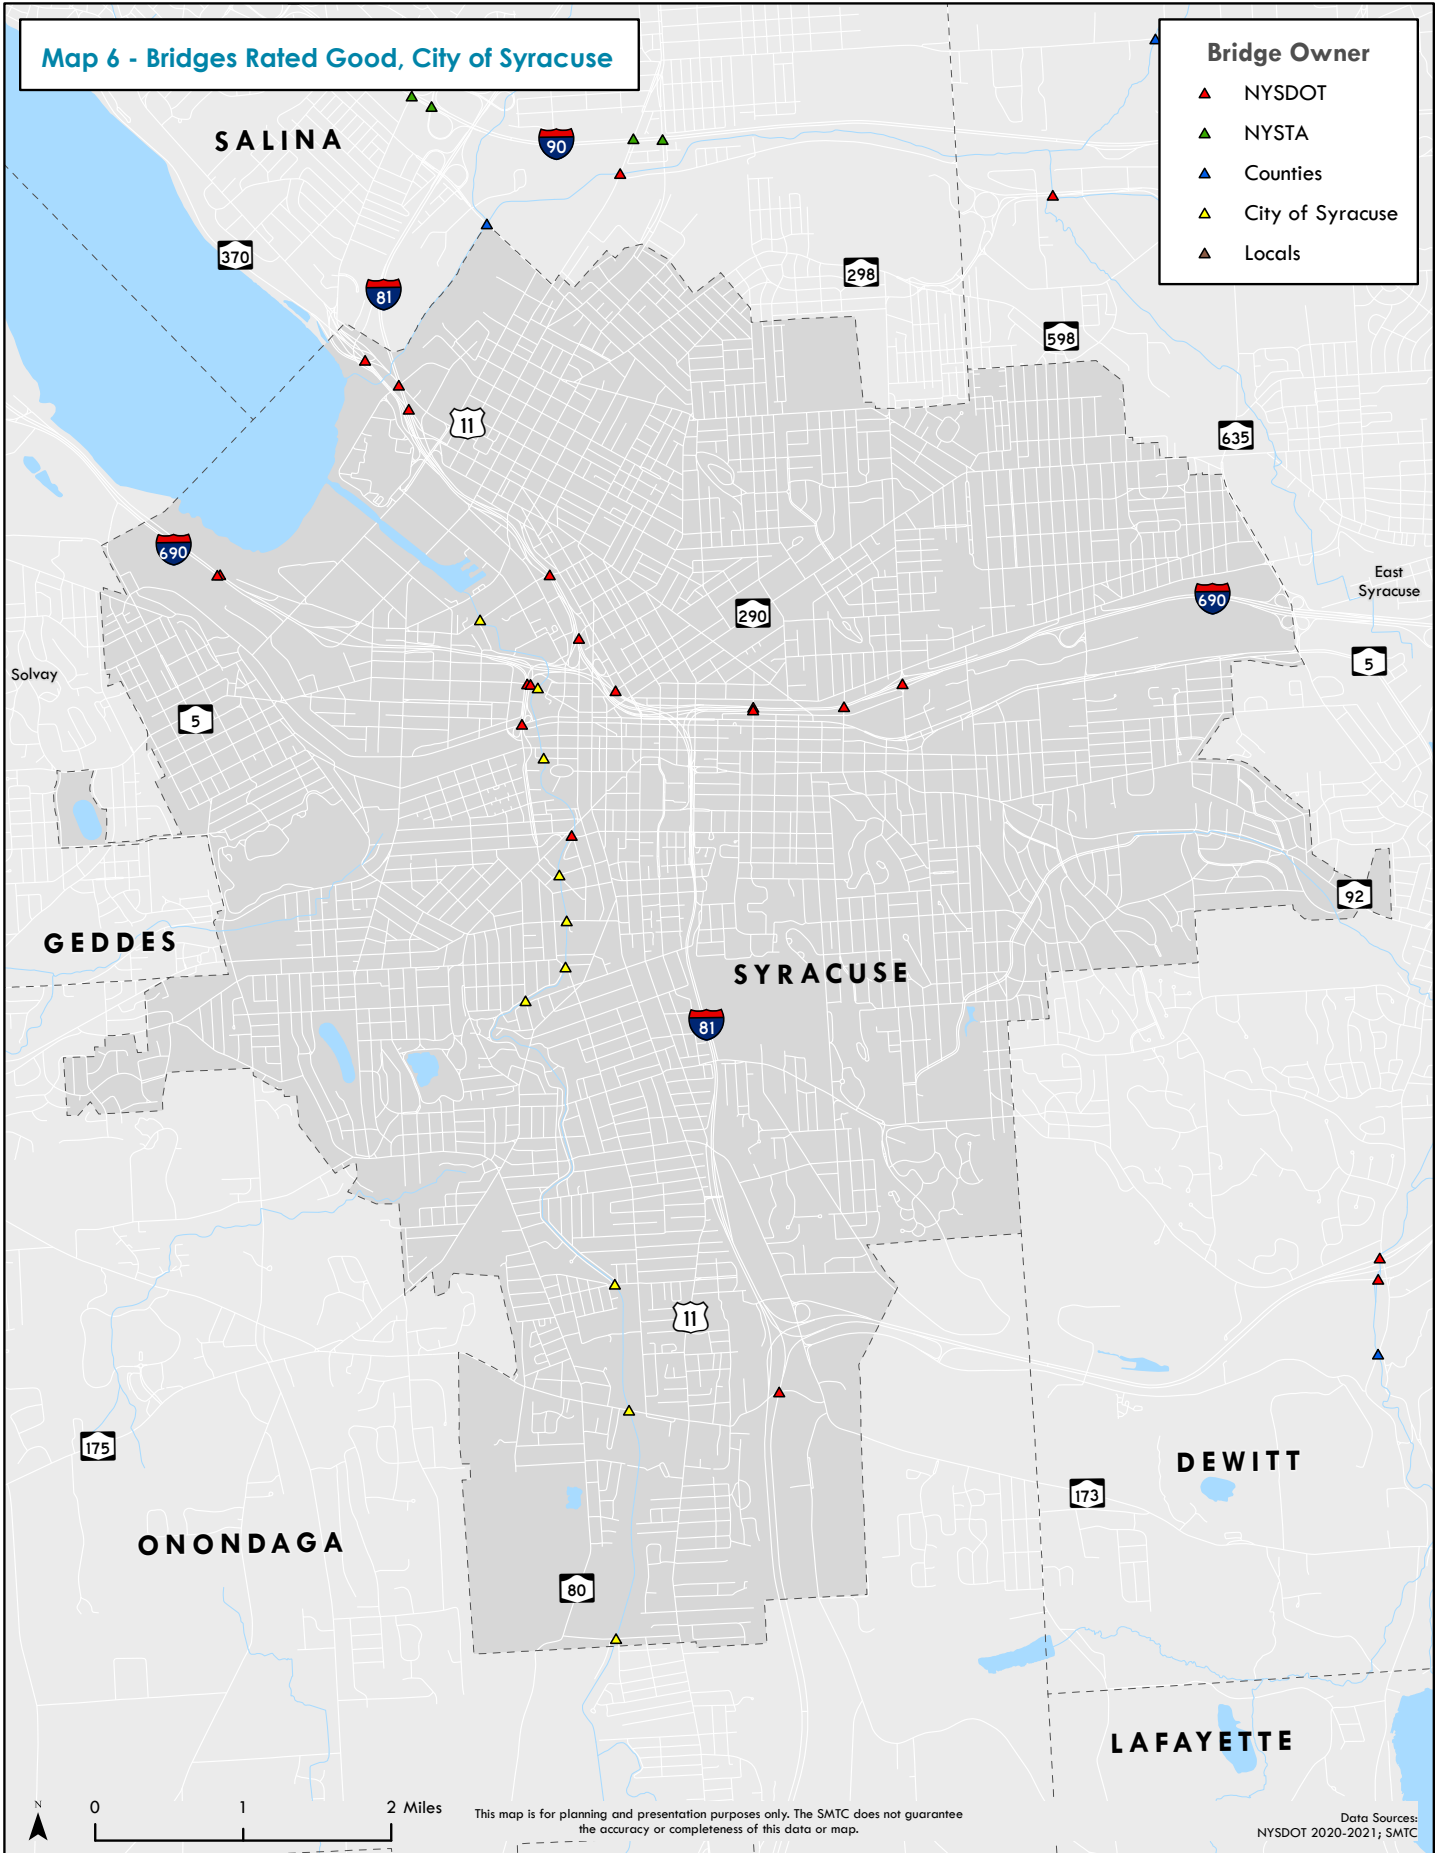 Map 6 - Bridges Rated Good, City of Syracuse
Bridge Owner
NYSDOT
NYSTA
Counties
City of Syracuse
Locals
SALINA
90
370
81
298
598
11
635
690
East
Syracuse
690
290
5
Solvay
5
92
GEDDES
SYRACUSE
81
11
175
DEWITT
173
ONONDAGA
80
LAFAYETTE
N
0 1 2 Miles
This map is for planning and presentation purposes only. The SMTC does not guarantee
the accuracy or completeness of this data or map.
Data Sources:
NYSDOT 2020-2021; SMTC